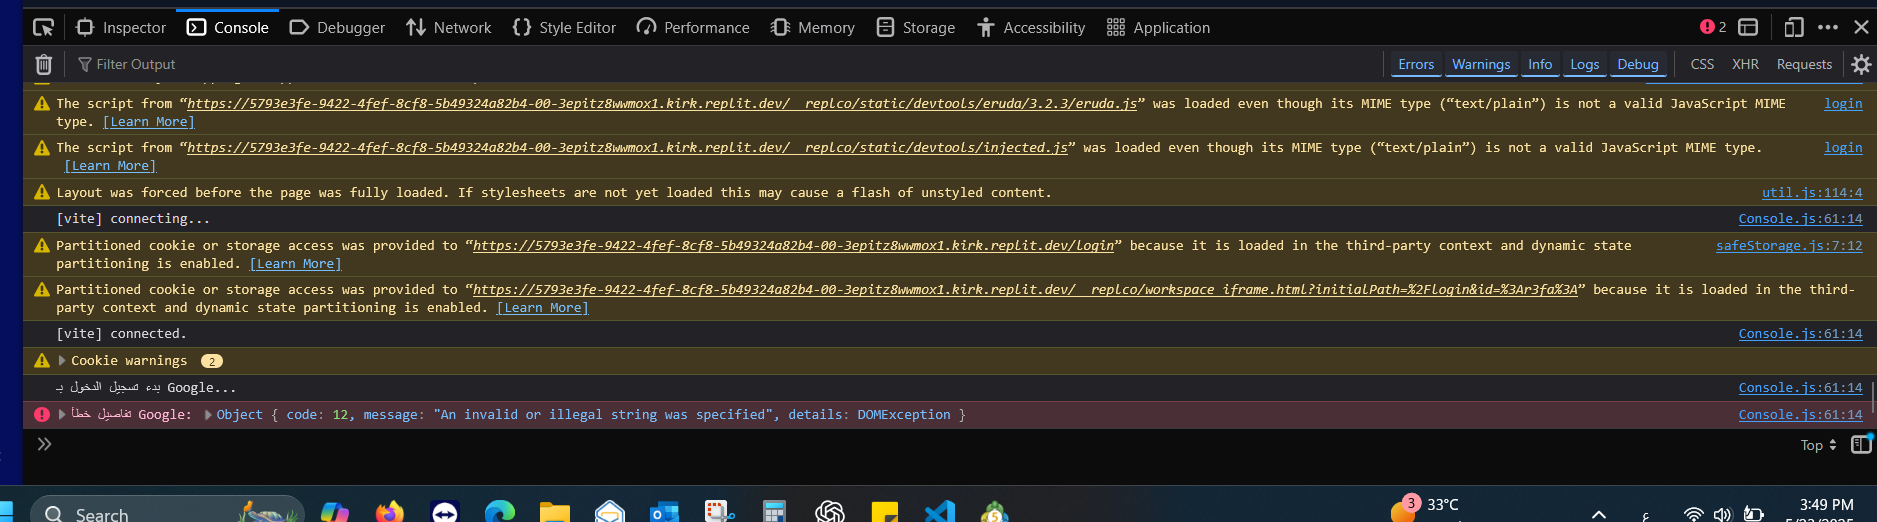 Inspector Console Debugger Network Style Editor Performance Memory Storage Accessibility Application 2
Filter Output Errors Warnings Info Logs Debug CSS XHR Requests
The script from “https://5793e3fe-9422-4fef-8cf8-5b49324a82b4-00-3epitz8wwmox1.kirk.replit.dev/__replco/static/devtools/eruda/3.2.3/eruda.js” was loaded even though its MIME type (“text/plain”) is not a valid JavaScript MIME login
type. [Learn More]
The script from “https://5793e3fe-9422-4fef-8cf8-5b49324a82b4-00-3epitz8wwmox1.kirk.replit.dev/__replco/static/devtools/injected.js” was loaded even though its MIME type (“text/plain”) is not a valid JavaScript MIME type. login
[Learn More]
Layout was forced before the page was fully loaded. If stylesheets are not yet loaded this may cause a flash of unstyled content. util.js:114:4
[vite] connecting... Console.js:61:14
Partitioned cookie or storage access was provided to “https://5793e3fe-9422-4fef-8cf8-5b49324a82b4-00-3epitz8wwmox1.kirk.replit.dev/login” because it is loaded in the third-party context and dynamic state safeStorage.js:7:12
partitioning is enabled. [Learn More]
Partitioned cookie or storage access was provided to “https://5793e3fe-9422-4fef-8cf8-5b49324a82b4-00-3epitz8wwmox1.kirk.replit.dev/__replco/workspace_iframe.html?initialPath=%2Flogin&id=%3Ar3fa%3A” because it is loaded in the third-
party context and dynamic state partitioning is enabled. [Learn More]
[vite] connected. Console.js:61:14
Cookie warnings 2
بدء تسجيل الدخول بـ Google... Console.js:61:14
تفاصيل خطأ Google: Object { code: 12, message: "An invalid or illegal string was specified", details: DOMException } Console.js:61:14
Top
Search 3 33°C ع 3:49 PM